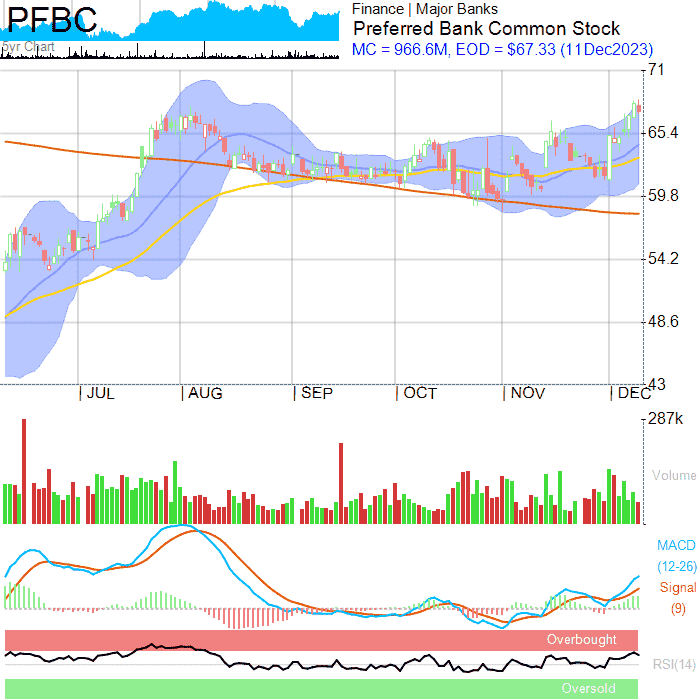 PFBC
5yr Chart
Finance | Major Banks
Preferred Bank Common Stock
MC = 966.6M, EOD = $67.33 (11Dec2023)
71
65.4
59.8
54.2
48.6
43
| JUL | AUG | SEP | OCT | NOV | DEC
287k
Volume
MACD
(12-26)
Signal
(9)
Overbought
RSI(14)
Oversold